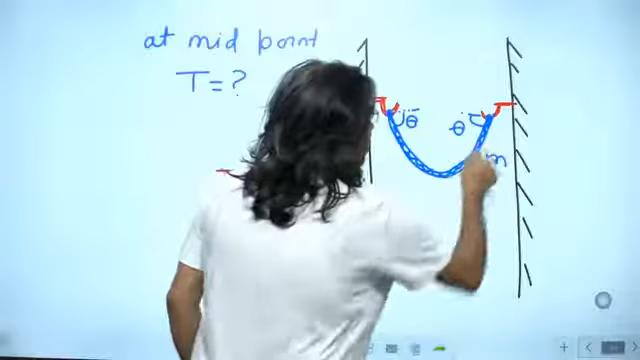 at mid point
T = ?
θ θ
m